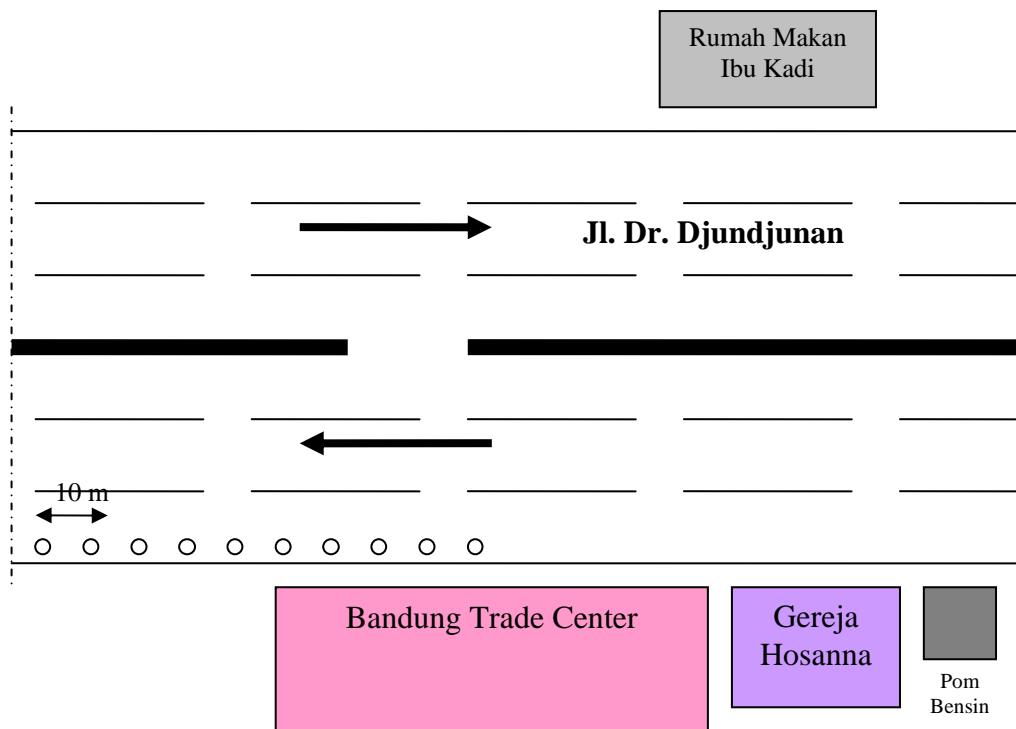 Rumah Makan
Ibu Kadi
Jl. Dr. Djundjunan
10 m
Bandung Trade Center
Gereja
Hosanna
Pom
Bensin